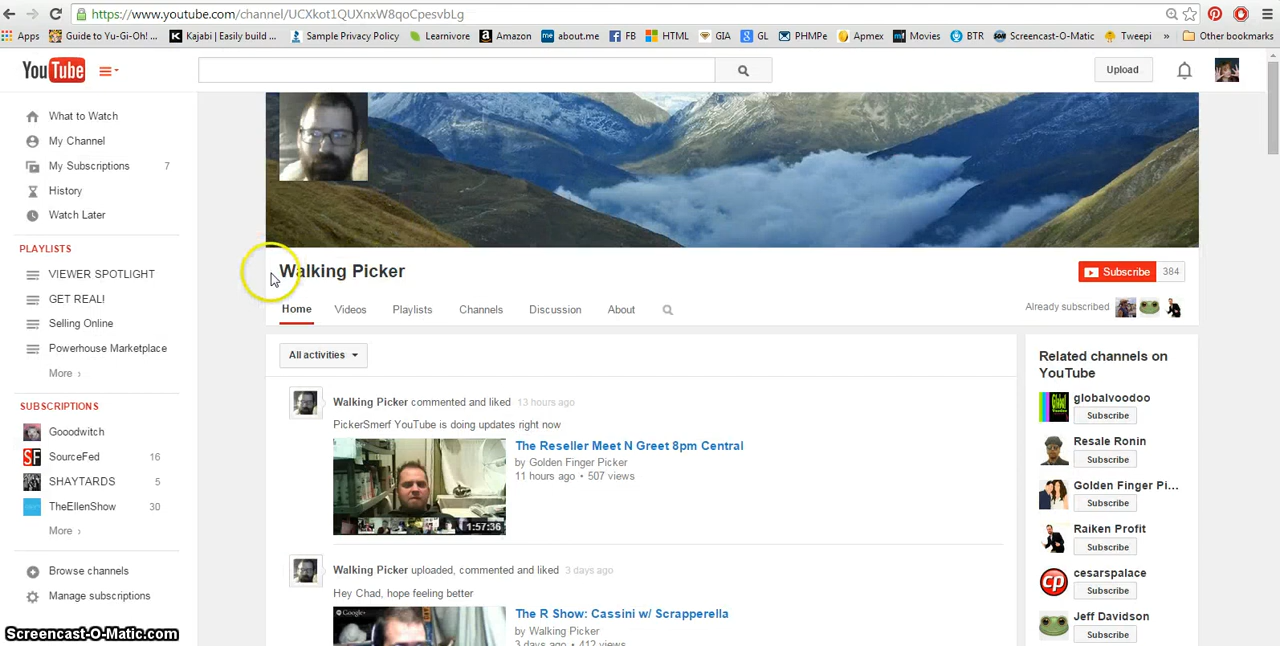 https://www.youtube.com/channel/UCXkot1QUXnxW8qoCpesvbLg
Apps Guide to Yu-Gi-Oh! ... Kajabi | Easily build ... Sample Privacy Policy Learnivore Amazon about.me FB HTML GIA GL PHMPe Apmex Movies BTR Screencast-O-Matic Tweepi » Other bookmarks
YouTube
Upload
What to Watch
My Channel
My Subscriptions 7
History
Watch Later
PLAYLISTS
VIEWER SPOTLIGHT
GET REAL!
Selling Online
Powerhouse Marketplace
More ›
SUBSCRIPTIONS
Gooodwitch
SourceFed 16
SHAYTARDS 5
TheEllenShow 30
More ›
Browse channels
Manage subscriptions
Walking Picker
Subscribe 384
Home Videos Playlists Channels Discussion About
Already subscribed
All activities
Walking Picker commented and liked 13 hours ago
PickerSmerf YouTube is doing updates right now
The Reseller Meet N Greet 8pm Central
by Golden Finger Picker
11 hours ago • 507 views
1:57:36
Walking Picker uploaded, commented and liked 3 days ago
Hey Chad, hope feeling better
Google+
The R Show: Cassini w/ Scrapperella
by Walking Picker
3 days ago • 412 views
Related channels on
YouTube
globalvoodoo
Subscribe
Resale Ronin
Subscribe
Golden Finger Pi...
Subscribe
Raiken Profit
Subscribe
cesarspalace
Subscribe
Jeff Davidson
Subscribe
Screencast-O-Matic.com